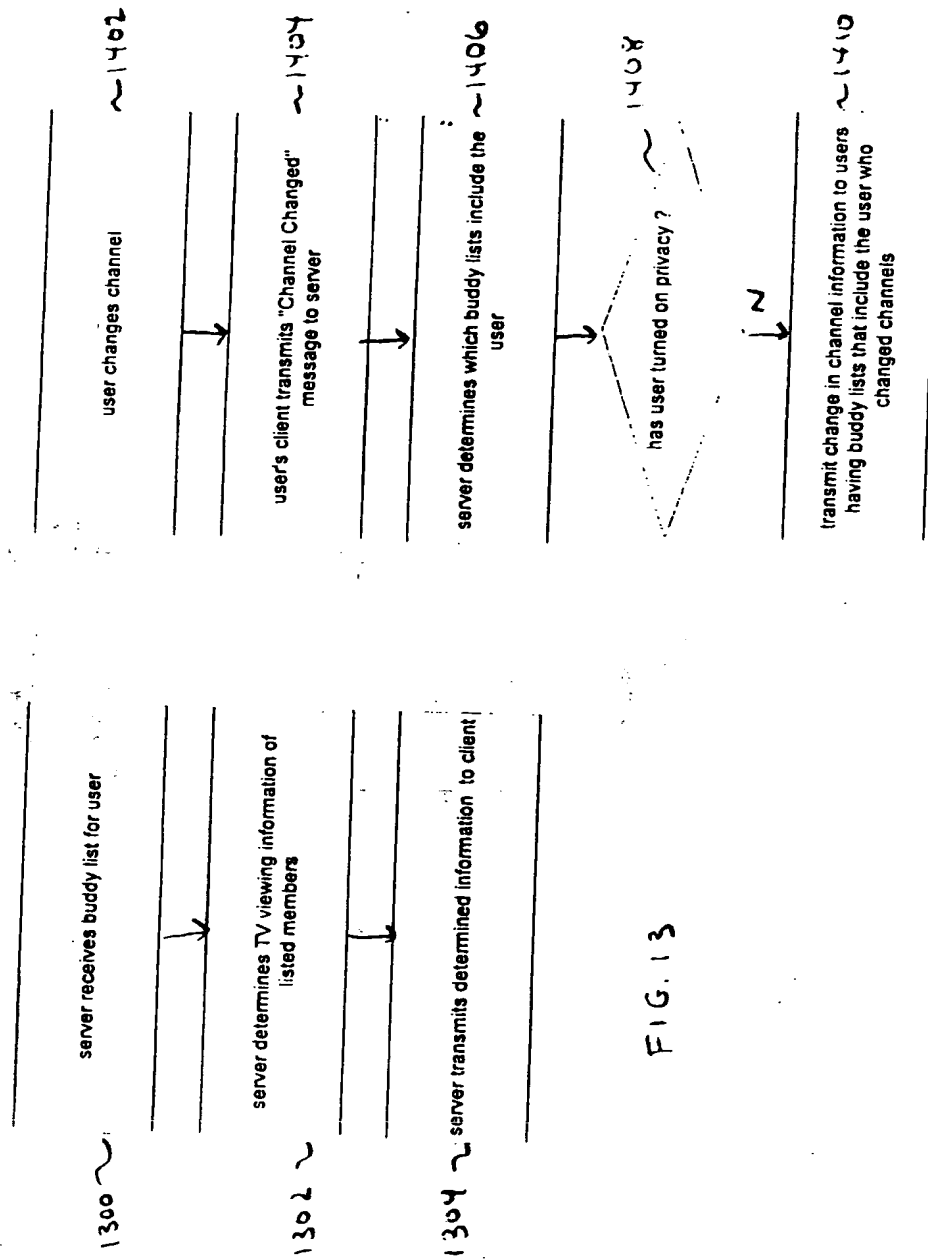 1300
server receives buddy list for user
1302
server determines TV viewing information of
listed members
1304
server transmits determined information to client
FIG. 13
user changes channel
~1402
user's client transmits "Channel Changed"
message to server
~1404
server determines which buddy lists include the
user
~1406
has user turned on privacy ?
~1408
N
transmit change in channel information to users
having buddy lists that include the user who
changed channels
~1410